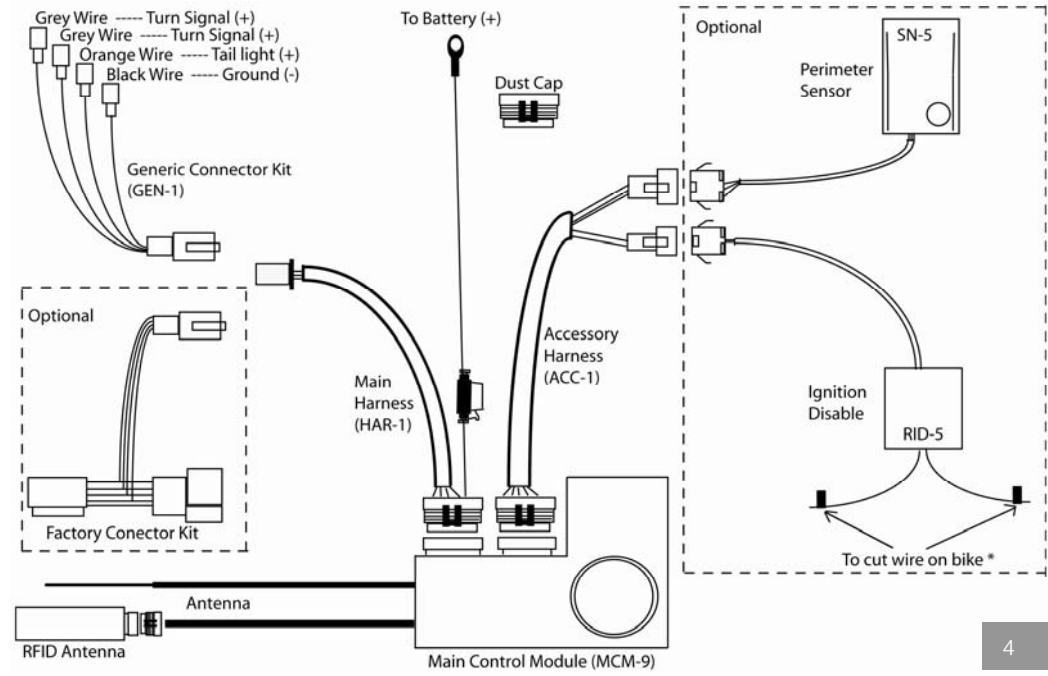 Grey Wire ----- Turn Signal (+)
Grey Wire ----- Turn Signal (+)
Orange Wire ----- Tail light (+)
Black Wire ----- Ground (-)
Generic Connector Kit
(GEN-1)
To Battery (+)
Dust Cap
Optional
SN-5
Perimeter
Sensor
Optional
Factory Conector Kit
Main
Harness
(HAR-1)
Accessory
Harness
(ACC-1)
Ignition
Disable
RID-5
To cut wire on bike *
Antenna
RFID Antenna
Main Control Module (MCM-9)
4